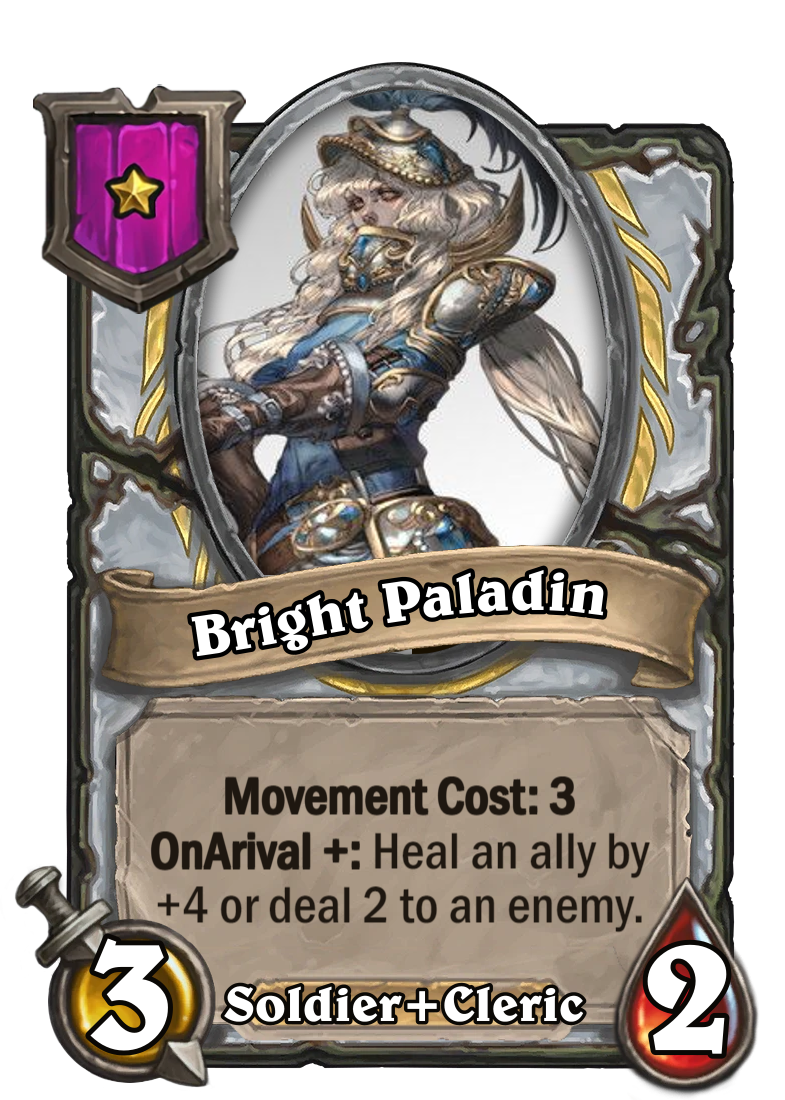 Bright Paladin
Movement Cost: 3
OnArival +: Heal an ally by
+4 or deal 2 to an enemy.
3
Soldier+Cleric
2